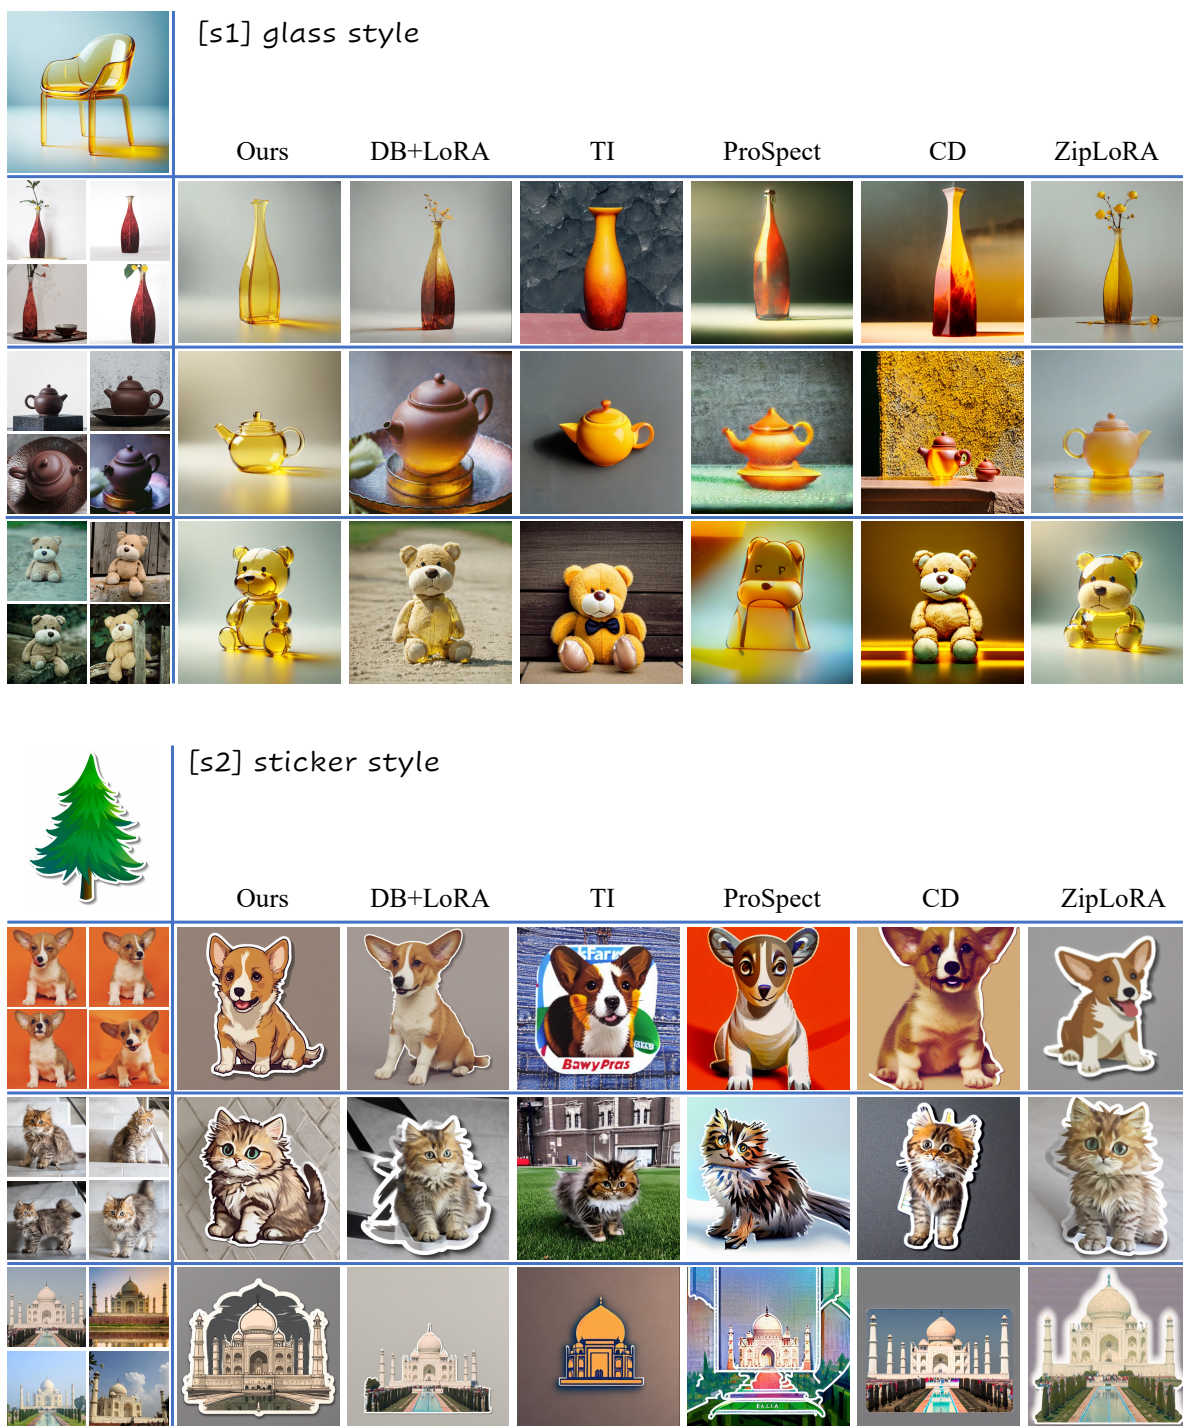 [s1] glass style
Ours DB+LoRA TI ProSpect CD ZipLoRA
[s2] sticker style
Ours DB+LoRA TI ProSpect CD ZipLoRA
Farm
BawyPras